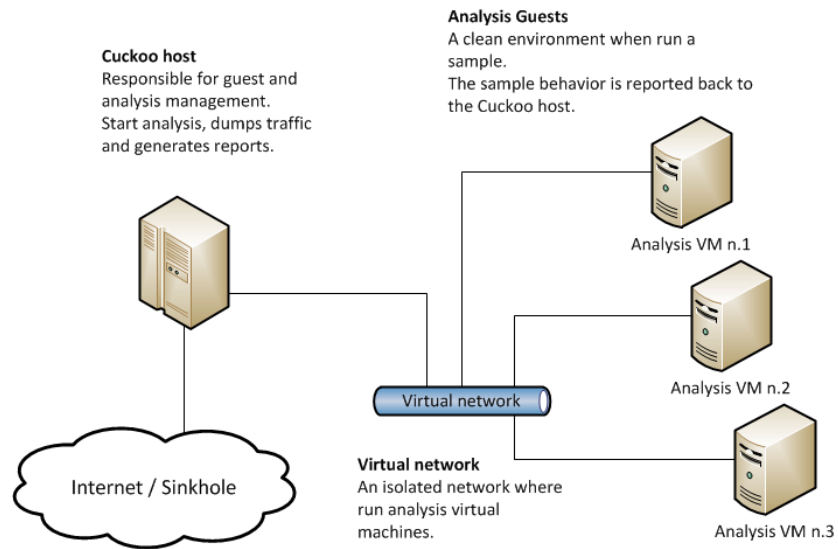 Cuckoo host
Responsible for guest and
analysis management.
Start analysis, dumps traffic
and generates reports.
Analysis Guests
A clean environment when run a
sample.
The sample behavior is reported back to
the Cuckoo host.
Analysis VM n.1
Analysis VM n.2
Virtual network
Internet / Sinkhole
Virtual network
An isolated network where
run analysis virtual
machines.
Analysis VM n.3